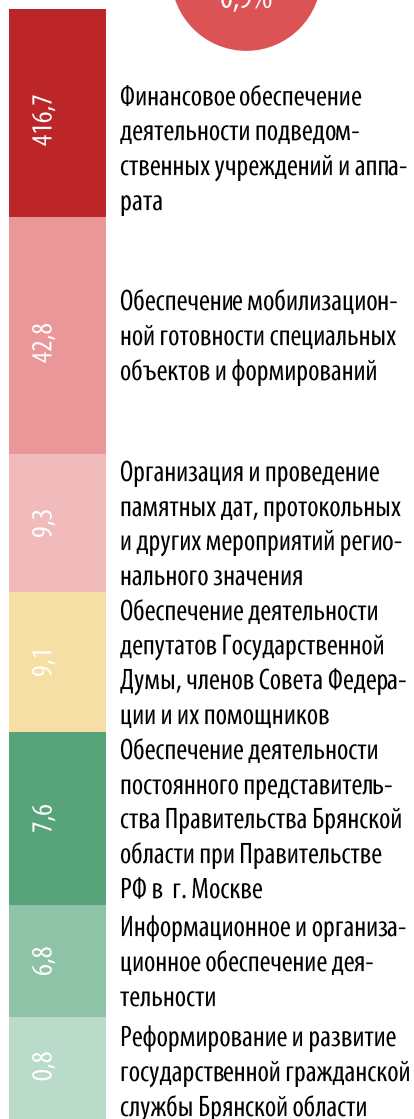 0,9%
416,7
Финансовое обеспечение
деятельности подведом-
ственных учреждений и аппа-
рата
42,8
Обеспечение мобилизацион-
ной готовности специальных
объектов и формирований
9,3
Организация и проведение
памятных дат, протокольных
и других мероприятий регио-
нального значения
9,1
Обеспечение деятельности
депутатов Государственной
Думы, членов Совета Федера-
ции и их помощников
7,6
Обеспечение деятельности
постоянного представитель-
ства Правительства Брянской
области при Правительстве
РФ в г. Москве
6,8
Информационное и организа-
ционное обеспечение дея-
тельности
0,8
Реформирование и развитие
государственной гражданской
службы Брянской области